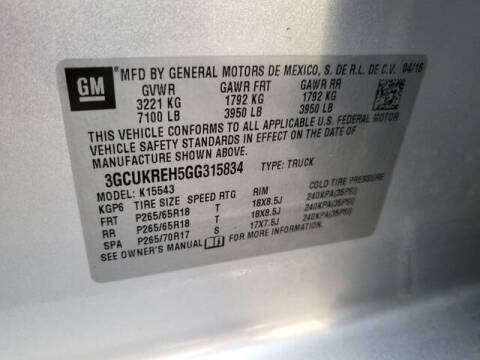 GM MFD BY GENERAL MOTORS DE MEXICO, S. DE R.L. DE C.V. 04/16
GVWR GAWR FRT GAWR RR
3221 KG 1792 KG 1792 KG
7100 LB 3950 LB 3950 LB
THIS VEHICLE CONFORMS TO ALL APPLICABLE U.S. FEDERAL MOTOR
VEHICLE SAFETY STANDARDS IN EFFECT ON THE DATE OF
MANUFACTURE SHOWN ABOVE.
3GCUKREH5GG315834 TYPE: TRUCK
MODEL: K15543
KGP6 TIRE SIZE SPEED RTG RIM COLD TIRE PRESSURE
FRT P265/65R18 T 18X8.5J 240KPA(35PSI)
RR P265/65R18 T 18X8.5J 240KPA(35PSI)
SPA P265/70R17 S 17X7.5J 240KPA(35PSI)
SEE OWNER'S MANUAL FOR MORE INFORMATION.